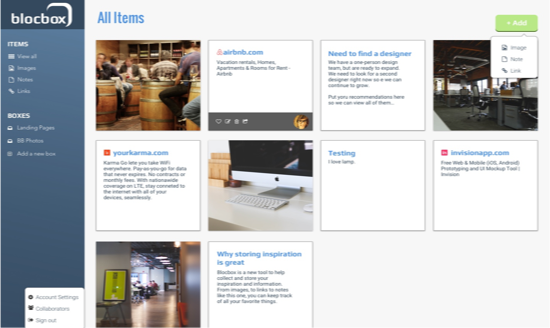 blocbox
All Items
+ Add
Image
Note
Link
ITEMS
View all
Images
Notes
Links
BOXES
Landing Pages
BB Photos
Add a new box
airbnb.com
Vacation rentals, Homes,
Apartments & Rooms for Rent -
Airbnb
Need to find a designer
We have a one-person design
team, but are ready to expand.
We need to look for a second
designer right now so e we can
continue to grow.
Put yoru recommendations here
so we can view all of them...
yourkarma.com
Karma Go lets you take WiFi
everywhere. Pay-as-you-go for data
that never expires. No contracts or
monthly fees. With nationwide
coverage on LTE, stay conneted to
the internet with all of your
devices, seamlessly.
Testing
I love lamp.
invisionapp.com
Free Web & Mobile (iOS, Android)
Prototyping and UI Mockup Tool |
Invision
Why storing inspiration
is great
Blocbox is a new tool to help
collect and store your
inspiration and information.
From images, to links to notes
like this one, you can keep track
of all your favorite things.
Account Settings
Collaborators
Sign out